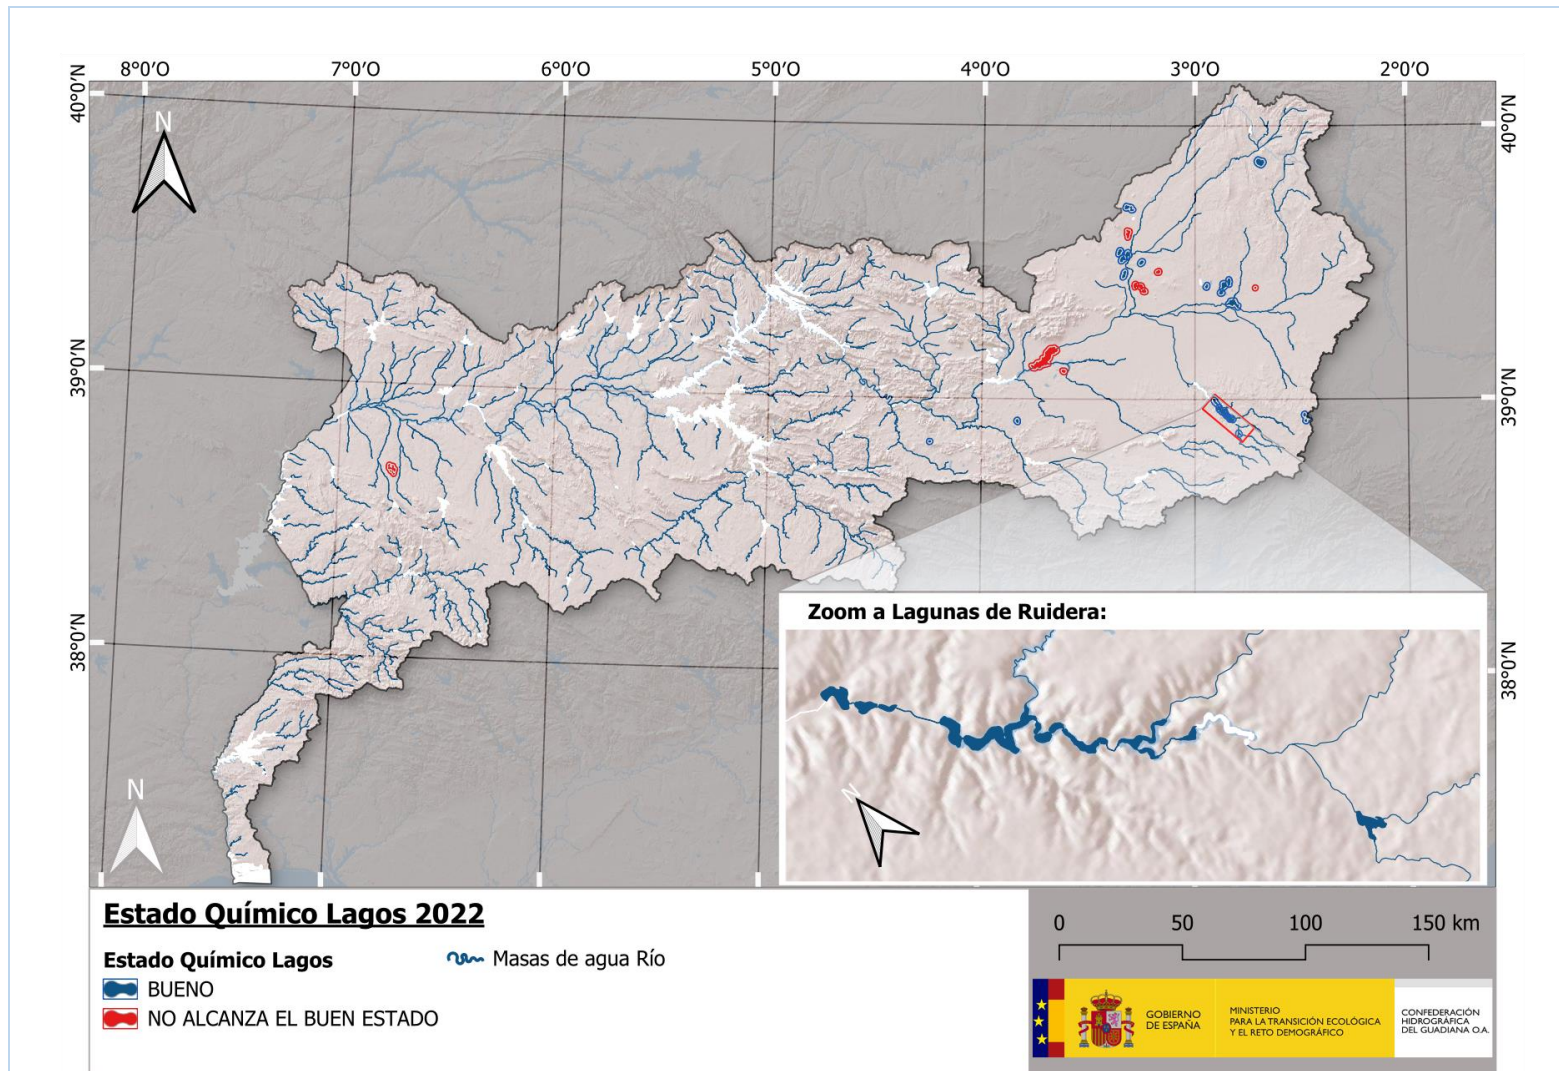 8°0'O 7°0'O 6°0'O 5°0'O 4°0'O 3°0'O 2°0'O
40°0'N
40°0'N
N
39°0'N
39°0'N
38°0'N
38°0'N
Zoom a Lagunas de Ruidera:
N
N
Estado Químico Lagos 2022
Estado Químico Lagos
Masas de agua Río
BUENO
NO ALCANZA EL BUEN ESTADO
0 50 100 150 km
GOBIERNO
DE ESPAÑA
MINISTERIO
PARA LA TRANSICIÓN ECOLÓGICA
Y EL RETO DEMOGRÁFICO
CONFEDERACIÓN
HIDROGRÁFICA
DEL GUADIANA O.A.